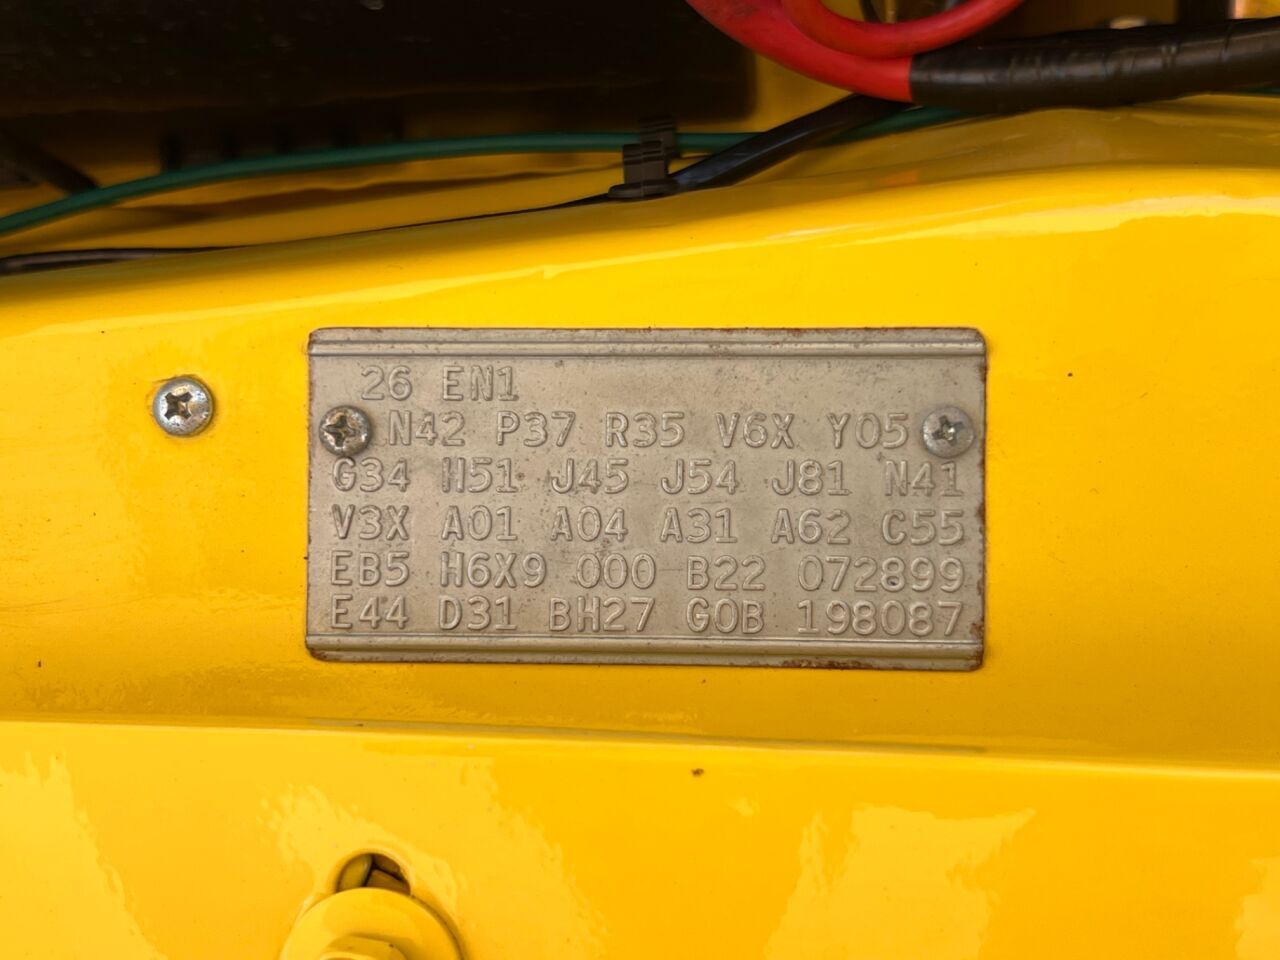 26 EN1
N42 P37 R35 V6X Y05
G34 H51 J45 J54 J81 N41
V3X A01 A04 A31 A62 C55
EB5 H6X9 000 B22 072899
E44 D31 BH27 G0B 198087